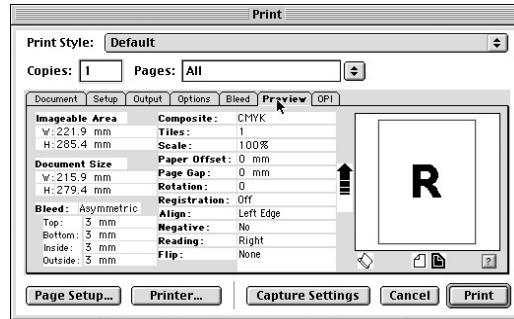 Print
Print Style: Default
Copies: 1 Pages: All
Document Setup Output Options Bleed Preview OPI
Imageable Area
W: 221.9 mm
H: 285.4 mm
Document Size
W: 215.9 mm
H: 279.4 mm
Bleed: Asymmetric
Top: 3 mm
Bottom: 3 mm
Inside: 3 mm
Outside: 3 mm
Composite: CMYK
Tiles: 1
Scale: 100%
Paper Offset: 0 mm
Page Gap: 0 mm
Rotation: 0
Registration: Off
Align: Left Edge
Negative: No
Reading: Right
Flip: None
R
?
Page Setup... Printer... Capture Settings Cancel Print